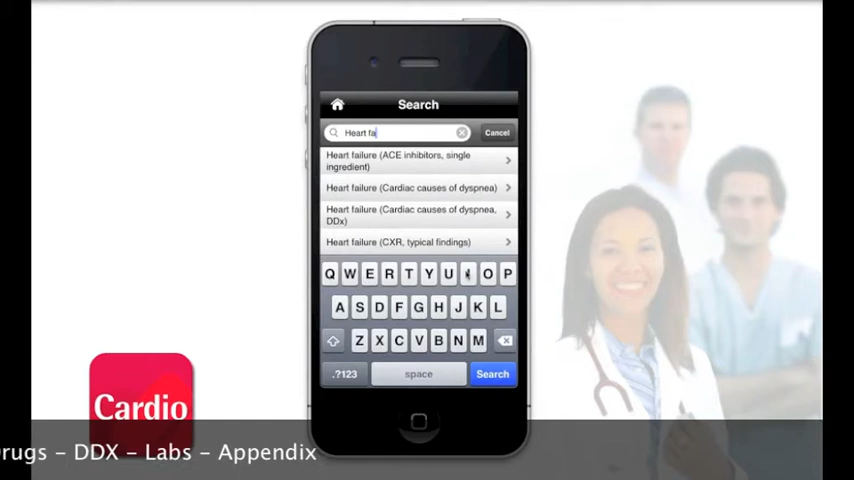 Search
Heart fa
Cancel
Heart failure (ACE inhibitors, single
ingredient)
Heart failure (Cardiac causes of dyspnea)
Heart failure (Cardiac causes of dyspnea,
DDx)
Heart failure (CXR, typical findings)
Q W E R T Y U I O P
A S D F G H J K L
Z X C V B N M
.?123
space
Search
Cardio
rugs - DDX - Labs - Appendix